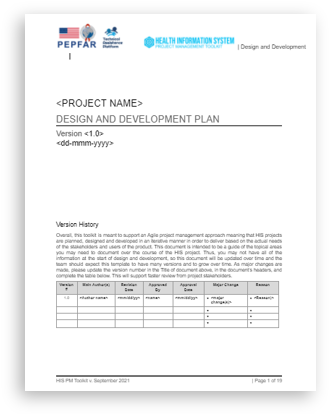 PEPFAR
Technical
Assistance
Platform
HEALTH INFORMATION SYSTEM
PROJECT MANAGEMENT TOOLKIT
| Design and Development
<PROJECT NAME>
DESIGN AND DEVELOPMENT PLAN
Version <1.0>
<dd-mmm-yyyy>
Version History
Overall, this toolkit is meant to support an Agile project management approach meaning that HIS projects
are planned, designed and developed in an iterative manner in order to deliver based on the actual needs
of the stakeholders and users of the product. This document is intended to be a guide of the topical areas
you may need to document over the course of the HIS project. Thus, you may not have all of the
information at the start of design and development, so this document will be updated over time and the
team should expect this template to have many versions and to grow over time. As major changes are
made, please update the version number in the Title of document above, in the document's headers, and
complete the table below. This will support faster review from project stakeholders.
Version # Main Author(s) Revision Date Approved By Approval Date Major Change Reason
1.0 <Author name> <mm/dd/yy> <name> <mm/dd/yy> <major change(s)> <Reason>
HIS PM Toolkit v. September 2021 | Page 1 of 15